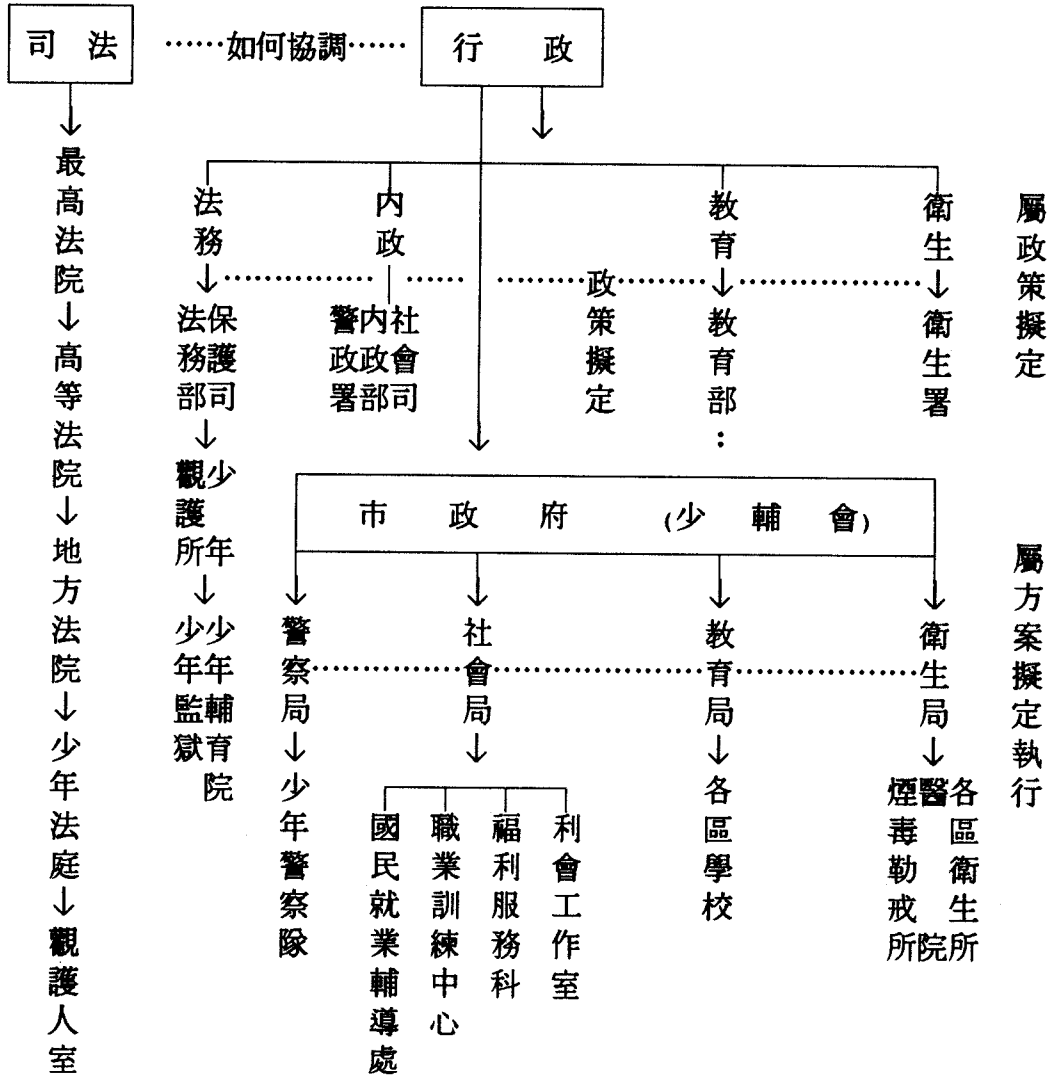 司法
……如何協調……
行政
↓
最高法院↓高等法院↓地方法院↓少年法庭↓觀護人室
法務↓
保護司
法務部
↓
少年
觀護所
↓
少年輔育院
少年監獄
內政
社會司
內政部
警政署
政策擬定
教育↓教育部：
衛生↓衛生署
屬政策擬定
市政府（少輔會）
警察局↓少年警察隊
社會局↓
國民就業輔導處
職業訓練中心
福利服務科
利會工作室
教育局↓各區學校
衛生局↓
各區衛生所
醫院
煙毒勒戒所
屬方案擬定執行